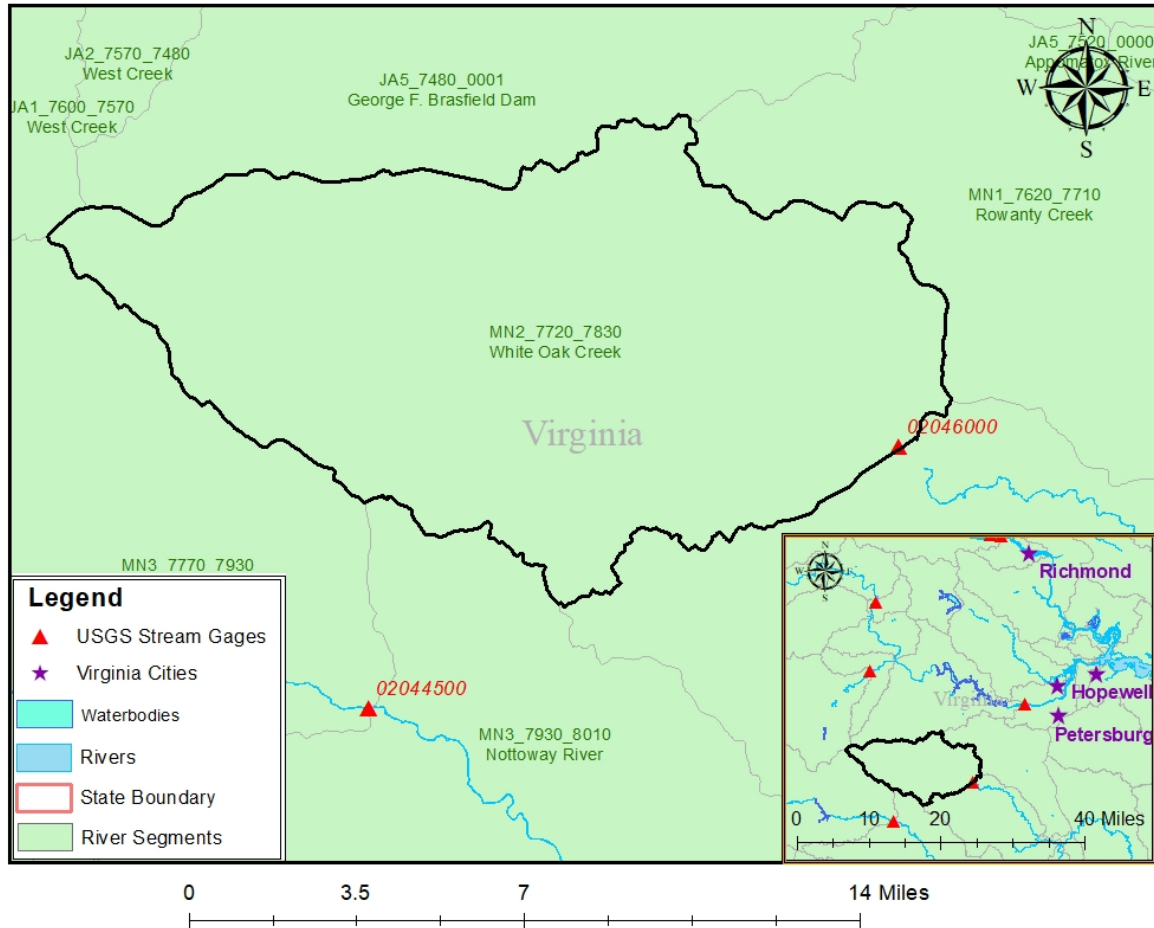 JA2_7570_7480
West Creek
JA1_7600_7570
West Creek
JA5_7480_0001
George F. Brasfield Dam
JA5_7520_0000
Appomatox River
N
W
E
S
MN1_7620_7710
Rowanty Creek
MN2_7720_7830
White Oak Creek
Virginia
02046000
MN3_7770_7930
02044500
MN3_7930_8010
Nottoway River
Legend
USGS Stream Gages
Virginia Cities
Waterbodies
Rivers
State Boundary
River Segments
N
W
E
S
Richmond
Virginia
Hopewell
Petersburg
0 10 20 40 Miles
0 3.5 7 14 Miles